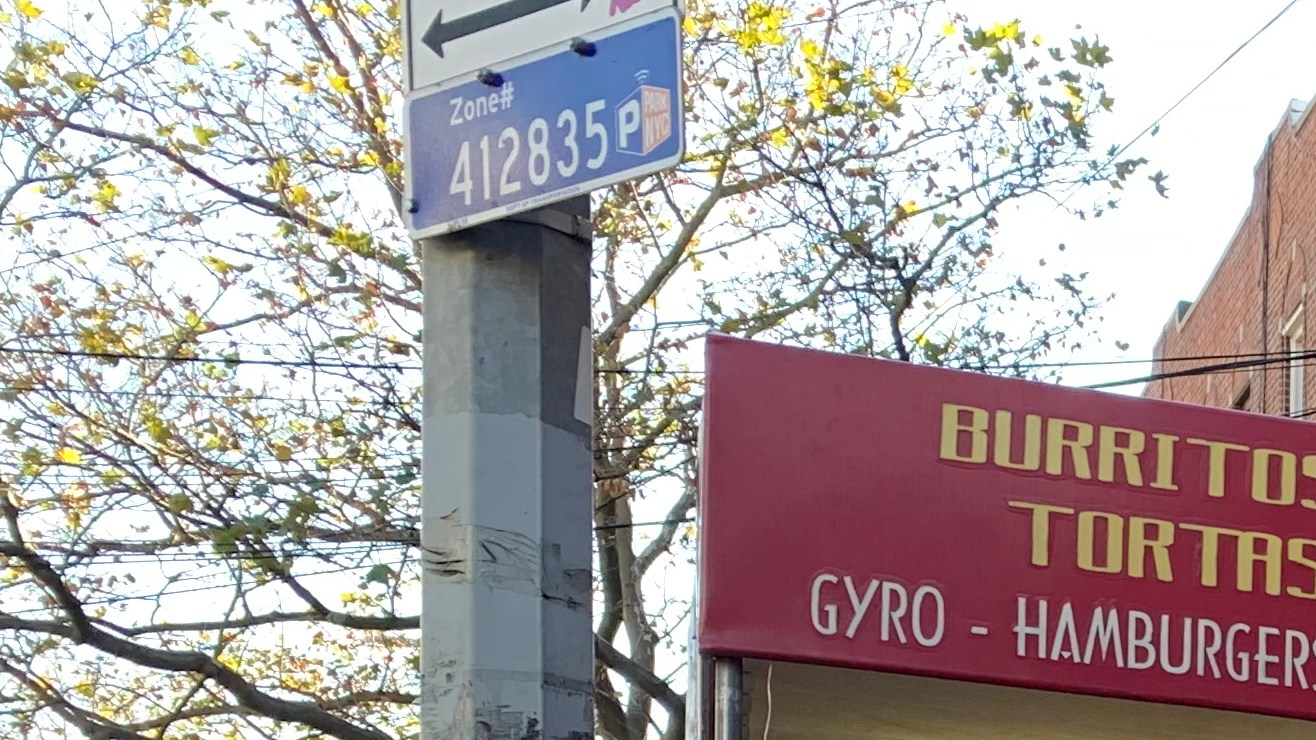 Zone#
412835
P PARK NYC
BURRITOS
TORTAS
GYRO - HAMBURGERS